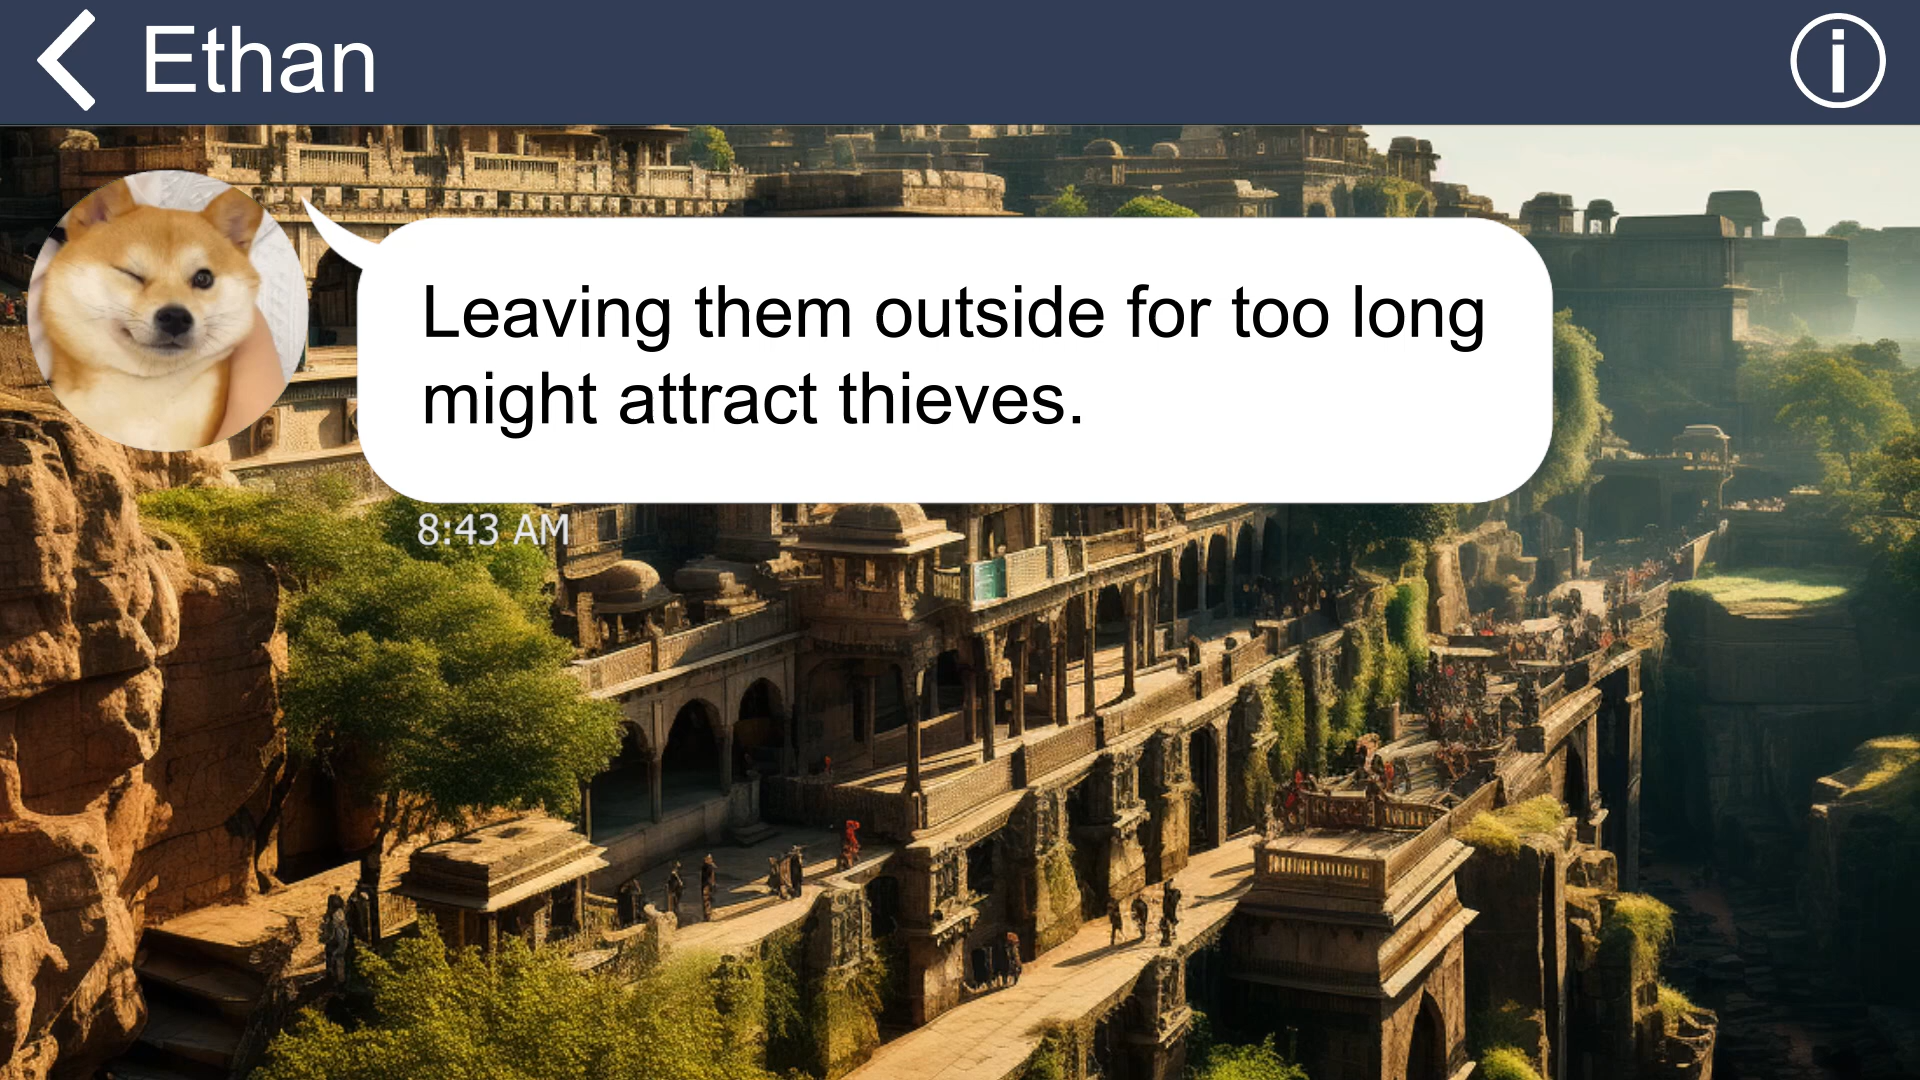 Ethan
Leaving them outside for too long
might attract thieves.
8:43 AM